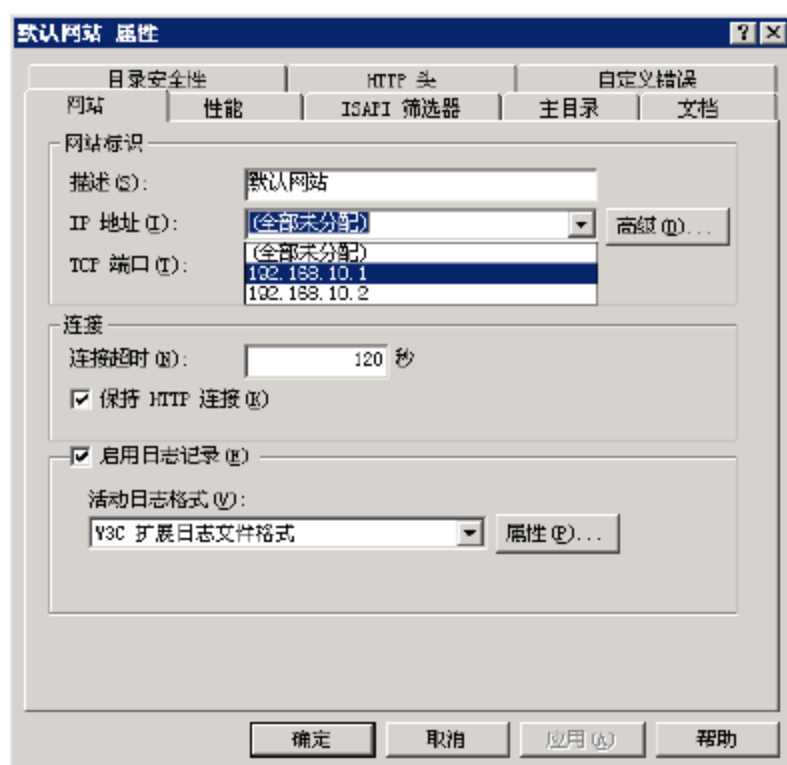 默认网站 属性
目录安全性 HTTP 头 自定义错误
网站 性能 ISAPI 筛选器 主目录 文档
网站标识
描述(S): 默认网站
IP 地址(I): (全部未分配) 高级(D)...
(全部未分配)
TCP 端口(T): 192.168.10.1
192.168.10.2
连接
连接超时(N): 120 秒
保持 HTTP 连接(K)
启用日志记录(E)
活动日志格式(V):
W3C 扩展日志文件格式 属性(P)...
确定 取消 应用(A) 帮助